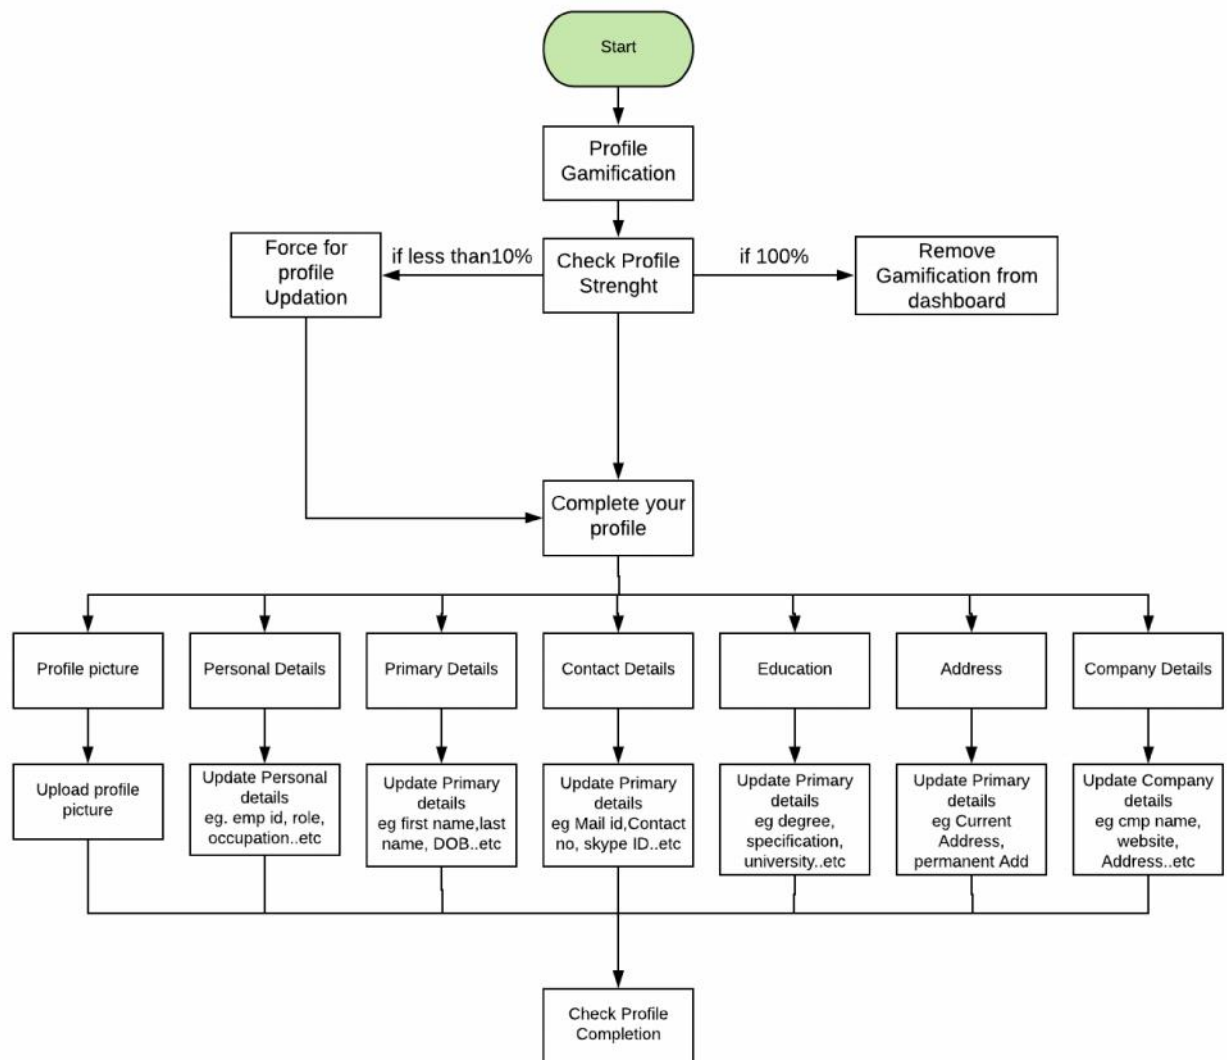 Start
Profile
Gamification
Force for
profile
Updation
if less than10%
Check Profile
Strenght
if 100%
Remove
Gamification from
dashboard
Complete your
profile
Profile picture
Personal Details
Primary Details
Contact Details
Education
Address
Company Details
Upload profile
picture
Update Personal
details
eg. emp id, role,
occupation..etc
Update Primary
details
eg first name,last
name, DOB..etc
Update Primary
details
eg Mail id,Contact
no, skype ID..etc
Update Primary
details
eg degree,
specification,
university..etc
Update Primary
details
eg Current
Address,
permanent Add
Update Company
details
eg cmp name,
website,
Address..etc
Check Profile
Completion